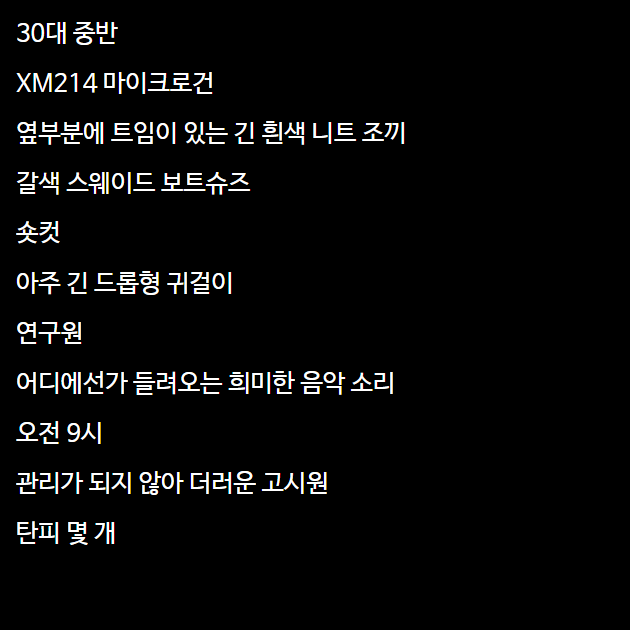 30대 중반
XM214 마이크로건
옆부분에 트임이 있는 긴 흰색 니트 조끼
갈색 스웨이드 보트슈즈
숏컷
아주 긴 드롭형 귀걸이
연구원
어디에선가 들려오는 희미한 음악 소리
오전 9시
관리가 되지 않아 더러운 고시원
탄피 몇 개